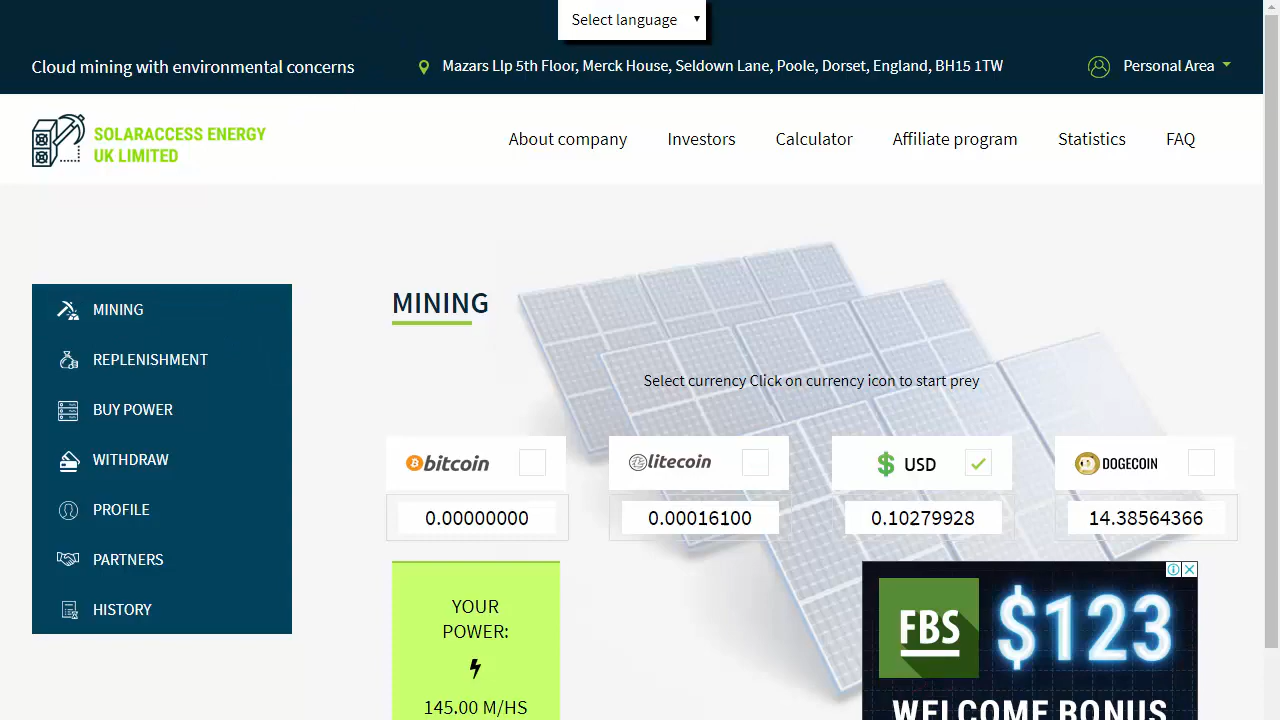 Select language
Cloud mining with environmental concerns
Mazars Llp 5th Floor, Merck House, Seldown Lane, Poole, Dorset, England, BH15 1TW
Personal Area
SOLARACCESS ENERGY
UK LIMITED
About company
Investors
Calculator
Affiliate program
Statistics
FAQ
MINING
REPLENISHMENT
BUY POWER
WITHDRAW
PROFILE
PARTNERS
HISTORY
MINING
Select currency Click on currency icon to start prey
bitcoin
litecoin
$ USD
DOGECOIN
0.00000000
0.00016100
0.10279928
14.38564366
YOUR
POWER:
145.00 M/HS
FBS
$123
WELCOME BONUS